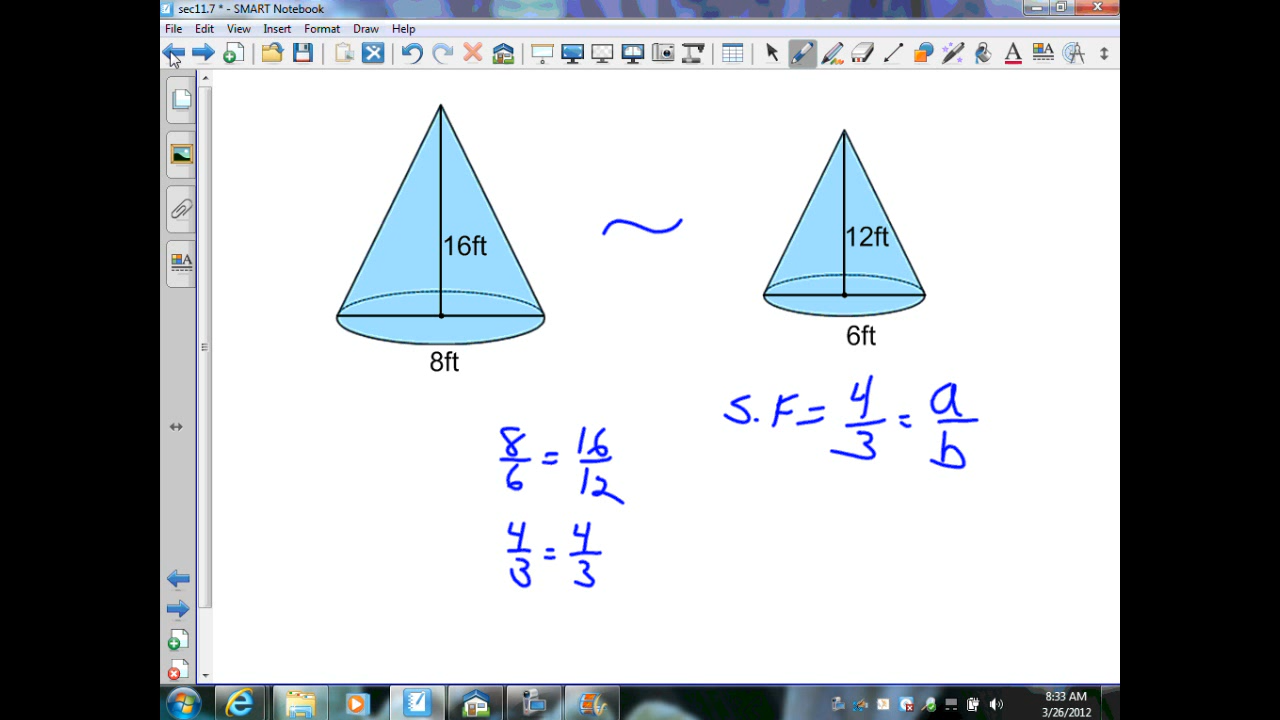 sec11.7 * - SMART Notebook
File Edit View Insert Format Draw Help
16ft
8ft
~
12ft
6ft
S.F = 4/3 = a/b
8/6 = 16/12
4/3 = 4/3
8:33 AM
3/26/2012